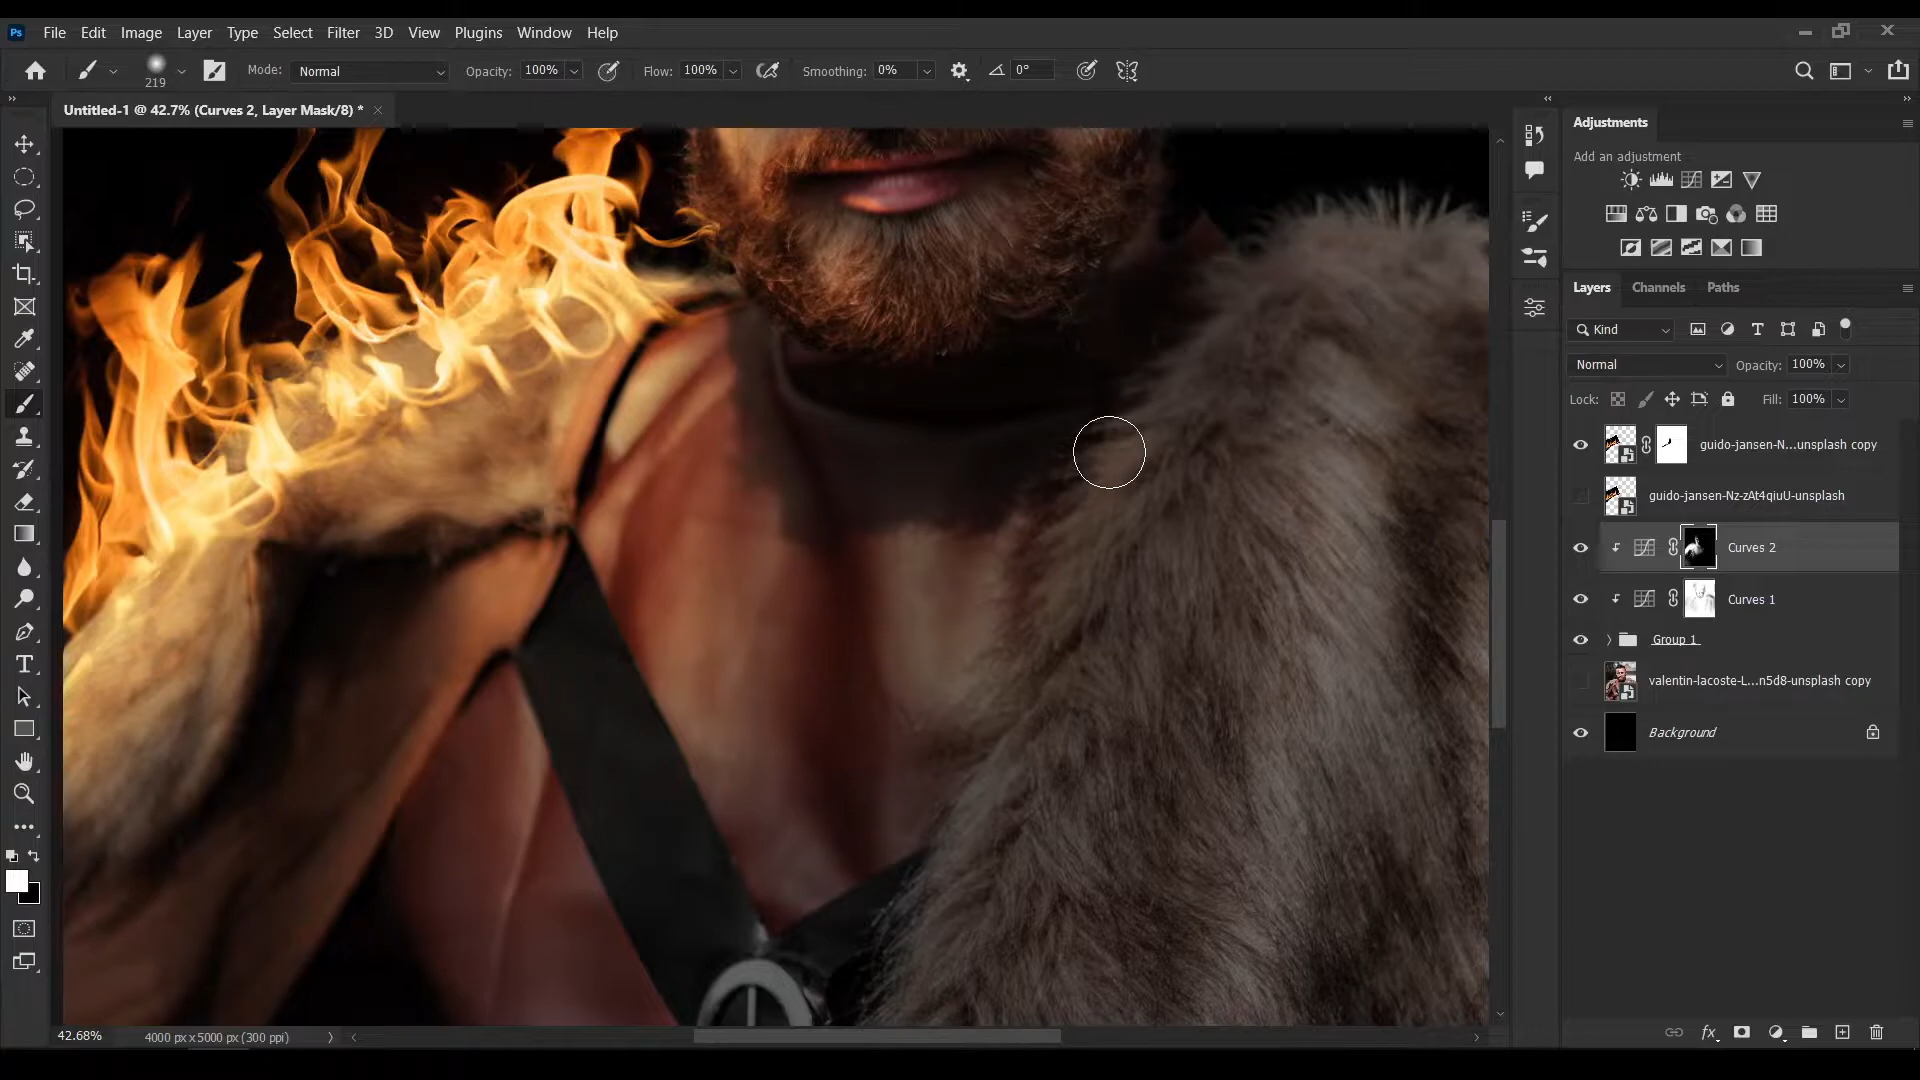 Ps File Edit Image Layer Type Select Filter 3D View Plugins Window Help
219 Mode: Normal Opacity: 100% Flow: 100% Smoothing: 0% 0°
Untitled-1 @ 42.7% (Curves 2, Layer Mask/8) *
Adjustments
Add an adjustment
Layers Channels Paths
Kind
Normal Opacity: 100%
Lock: Fill: 100%
guido-jansen-N...unsplash copy
guido-jansen-Nz-zAt4qiuU-unsplash
Curves 2
Curves 1
Group 1
valentin-lacoste-L...n5d8-unsplash copy
Background
42.68% 4000 px x 5000 px (300 ppi)